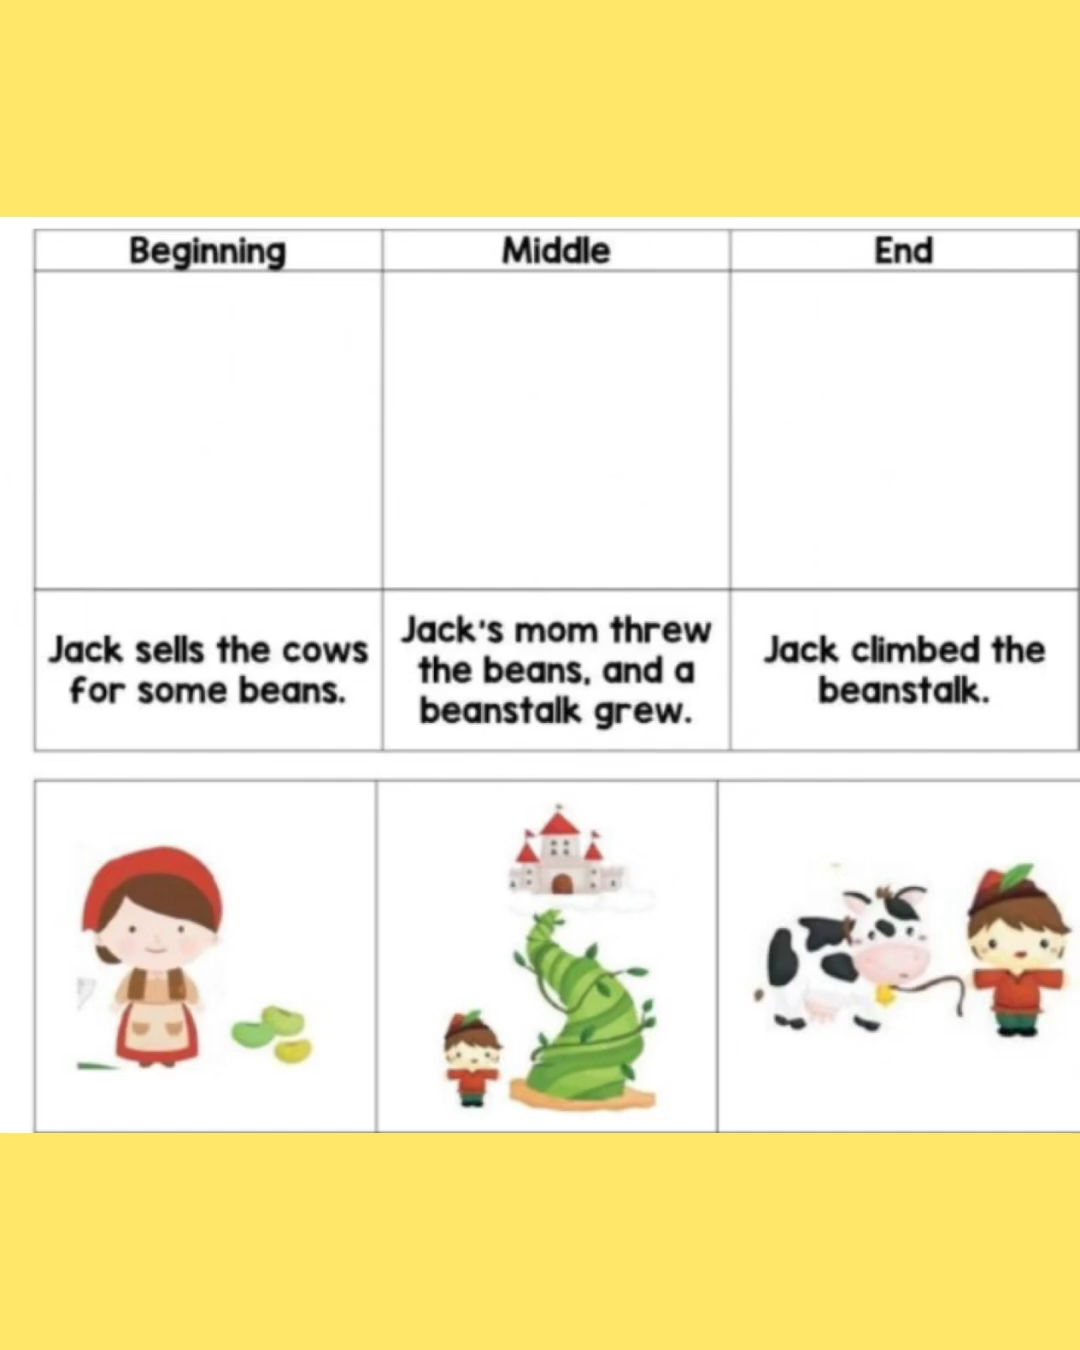 Beginning
Middle
End
Jack sells the cows
for some beans.
Jack's mom threw
the beans, and a
beanstalk grew.
Jack climbed the
beanstalk.